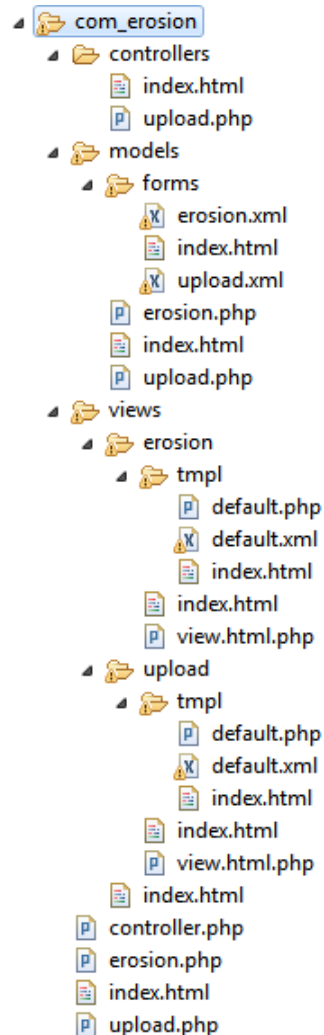 com_erosion
controllers
index.html
upload.php
models
forms
erosion.xml
index.html
upload.xml
erosion.php
index.html
upload.php
views
erosion
tmpl
default.php
default.xml
index.html
index.html
view.html.php
upload
tmpl
default.php
default.xml
index.html
index.html
view.html.php
index.html
controller.php
erosion.php
index.html
upload.php